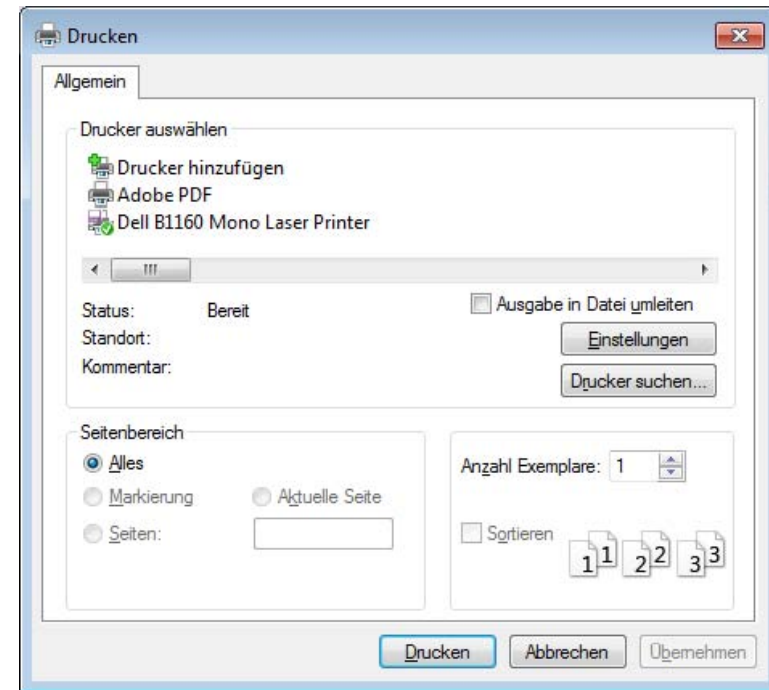 Drucken
Allgemein
Drucker auswählen
Drucker hinzufügen
Adobe PDF
Dell B1160 Mono Laser Printer
Status: Bereit
Ausgabe in Datei umleiten
Standort:
Einstellungen
Kommentar:
Drucker suchen...
Seitenbereich
Alles
Markierung Aktuelle Seite
Seiten:
Anzahl Exemplare: 1
Sortieren
1 1 2 2 3 3
Drucken Abbrechen Übernehmen